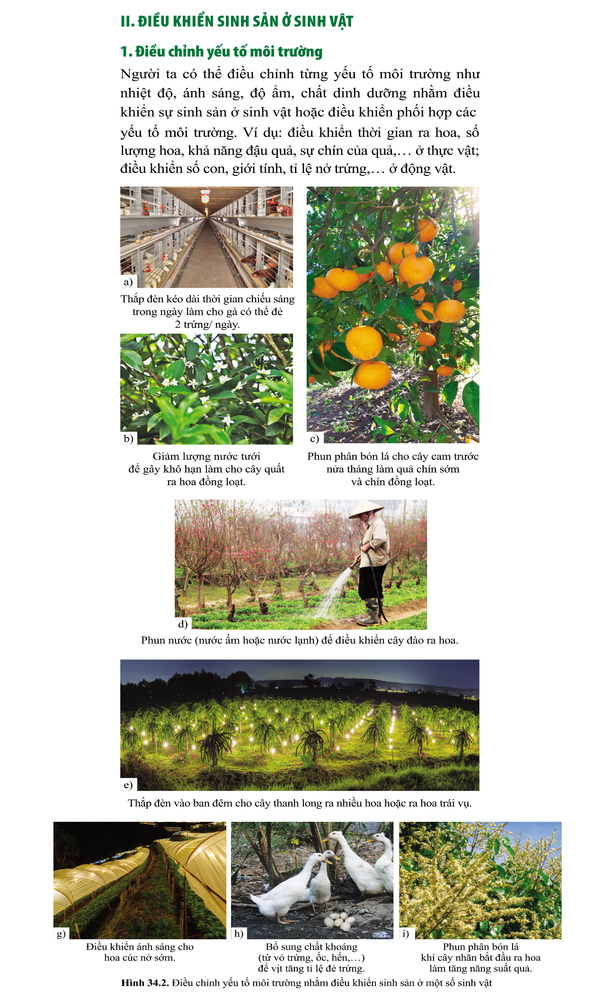 II. ĐIỀU KHIỂN SINH SẢN Ở SINH VẬT
1. Điều chỉnh yếu tố môi trường
Người ta có thể điều chỉnh từng yếu tố môi trường như
nhiệt độ, ánh sáng, độ ẩm, chất dinh dưỡng nhằm điều
khiển sự sinh sản ở sinh vật hoặc điều khiển phối hợp các
yếu tố môi trường. Ví dụ: điều khiển thời gian ra hoa, số
lượng hoa, khả năng đậu quả, sự chín của quả,… ở thực vật;
điều khiển số con, giới tính, tỉ lệ nở trứng,… ở động vật.
a)
Thắp đèn kéo dài thời gian chiếu sáng
trong ngày làm cho gà có thể đẻ
2 trứng/ ngày.
b)
Giảm lượng nước tưới
để gây khô hạn làm cho cây quất
ra hoa đồng loạt.
c)
Phun phân bón lá cho cây cam trước
nửa tháng làm quả chín sớm
và chín đồng loạt.
d)
Phun nước (nước ấm hoặc nước lạnh) để điều khiển cây đào ra hoa.
e)
Thắp đèn vào ban đêm cho cây thanh long ra nhiều hoa hoặc ra hoa trái vụ.
g)
Điều khiển ánh sáng cho
hoa cúc nở sớm.
h)
Bổ sung chất khoáng
(từ vỏ trứng, ốc, hến,…)
để vịt tăng tỉ lệ đẻ trứng.
i)
Phun phân bón lá
khi cây nhãn bắt đầu ra hoa
làm tăng năng suất quả.
Hình 34.2. Điều chỉnh yếu tố môi trường nhằm điều khiển sinh sản ở một số sinh vật